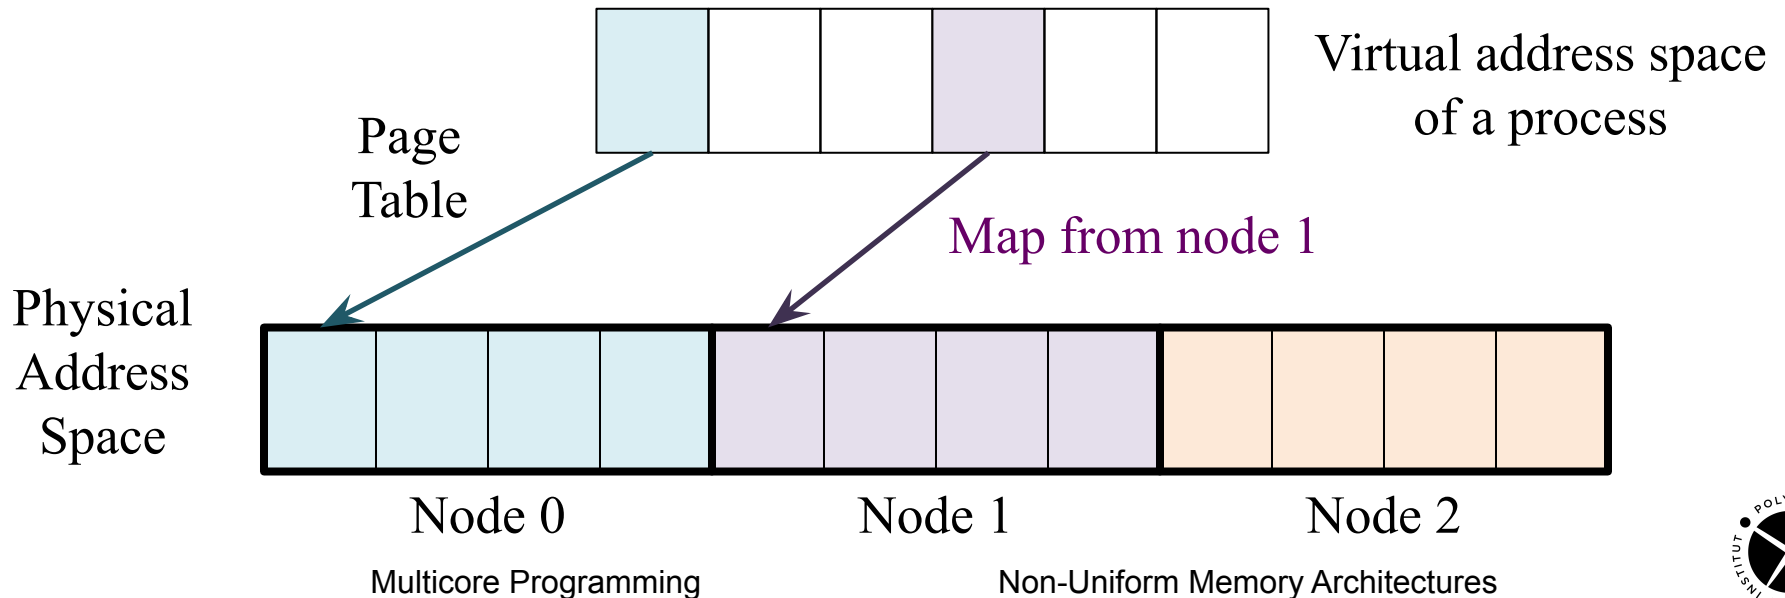 Virtual address space
of a process
Page
Table
Map from node 1
Physical
Address
Space
Node 0
Node 1
Node 2
Multicore Programming
Non-Uniform Memory Architectures
INSTITUT